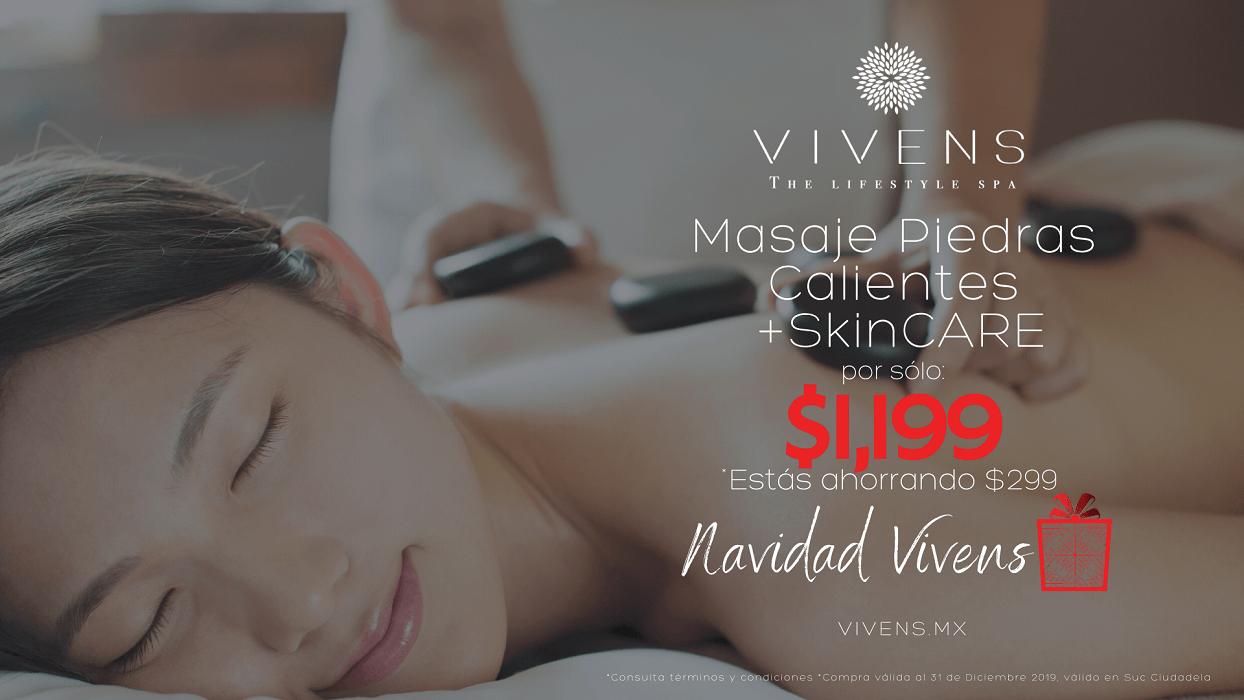 VIVENS
THE LIFESTYLE SPA
Masaje Piedras
Calientes
+SkinCARE
por sólo:
$1,199
*Estás ahorrando $299
Navidad Vivens
VIVENS.MX
*Consulta términos y condiciones *Compra válida al 31 de Diciembre 2019, válido en Suc Ciudadela